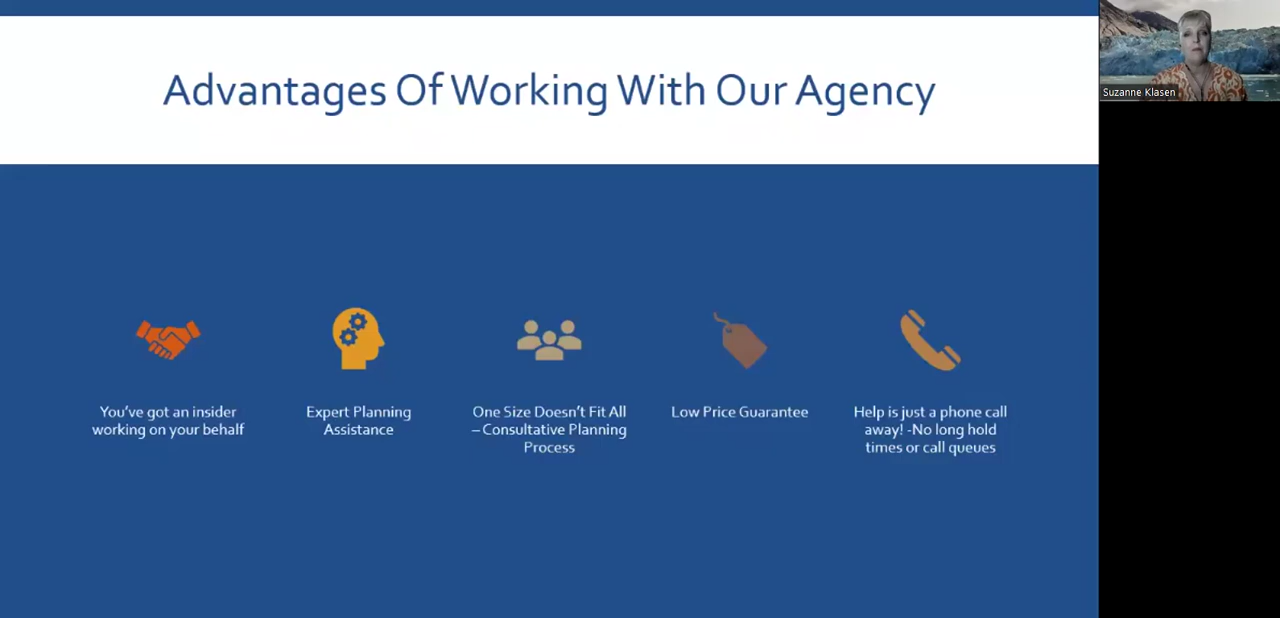 Advantages Of Working With Our Agency
Suzanne Klasen
You've got an insider
working on your behalf
Expert Planning
Assistance
One Size Doesn't Fit All
– Consultative Planning
Process
Low Price Guarantee
Help is just a phone call
away! -No long hold
times or call queues